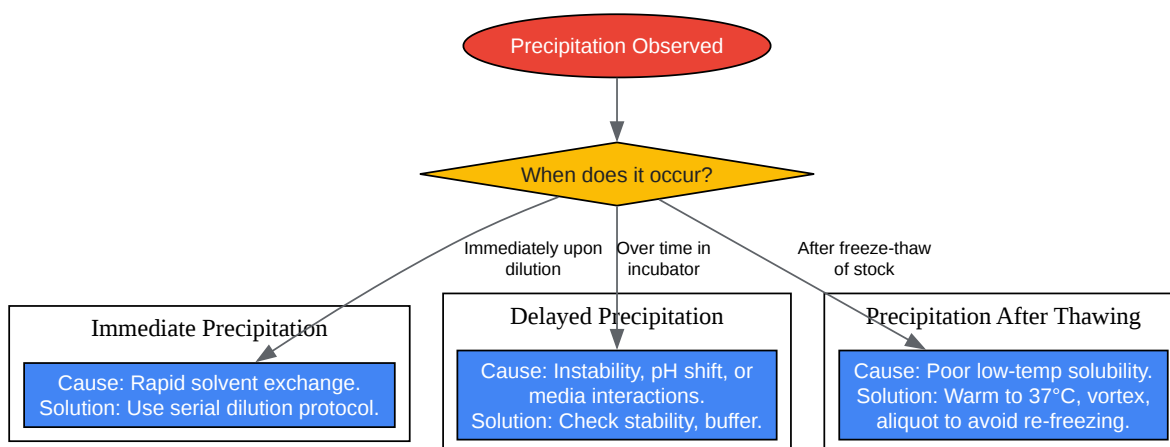 Precipitation Observed
When does it occur?
Immediately upon
dilution
Over time in
incubator
After freeze-thaw
of stock
Immediate Precipitation
Cause: Rapid solvent exchange.
Solution: Use serial dilution protocol.
Delayed Precipitation
Cause: Instability, pH shift, or
media interactions.
Solution: Check stability, buffer.
Precipitation After Thawing
Cause: Poor low-temp solubility.
Solution: Warm to 37°C, vortex,
aliquot to avoid re-freezing.